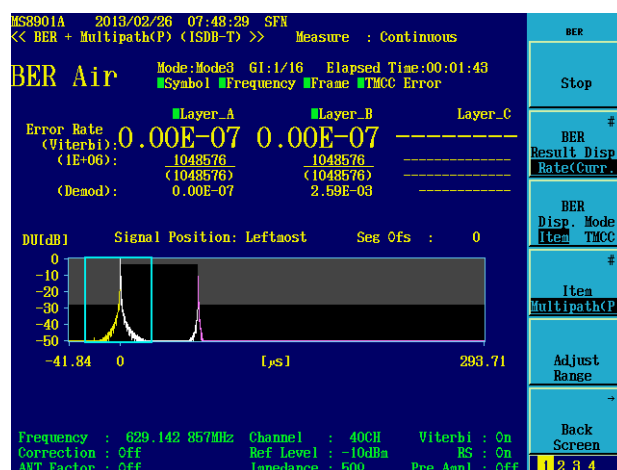 MS8901A 2013/02/26 07:48:29 SFN
<< BER + Multipath(P) (ISDB-T) >> Measure : Continuous
BER Air Mode:Mode3 GI:1/16 Elapsed Time:00:01:43
Symbol Frequency Frame TMCC Error
Layer_A Layer_B Layer_C
Error Rate
(Viterbi): 0.00E-07 0.00E-07 --------
(1E+06): 1048576 1048576 --------
(1048576) (1048576) --------
(Demod): 0.00E-07 2.59E-03 --------
DU[dB] Signal Position: Leftmost Seg Ofs : 0
0
-10
-20
-30
-40
-50
-41.84 0 [μs] 293.71
Frequency : 629.142 857MHz Channel : 40CH Viterbi : On
Correction : Off Ref Level : -10dBm RS : On
ANT Factor : Off Impedance : 50Ω Pre Ampl : Off
BER
Stop
#
BER
Result Disp
Rate(Curr.
BER
Disp. Mode
Item TMCC
#
Item
Multipath(P
Adjust
Range
→
Back
Screen
1 2 3 4